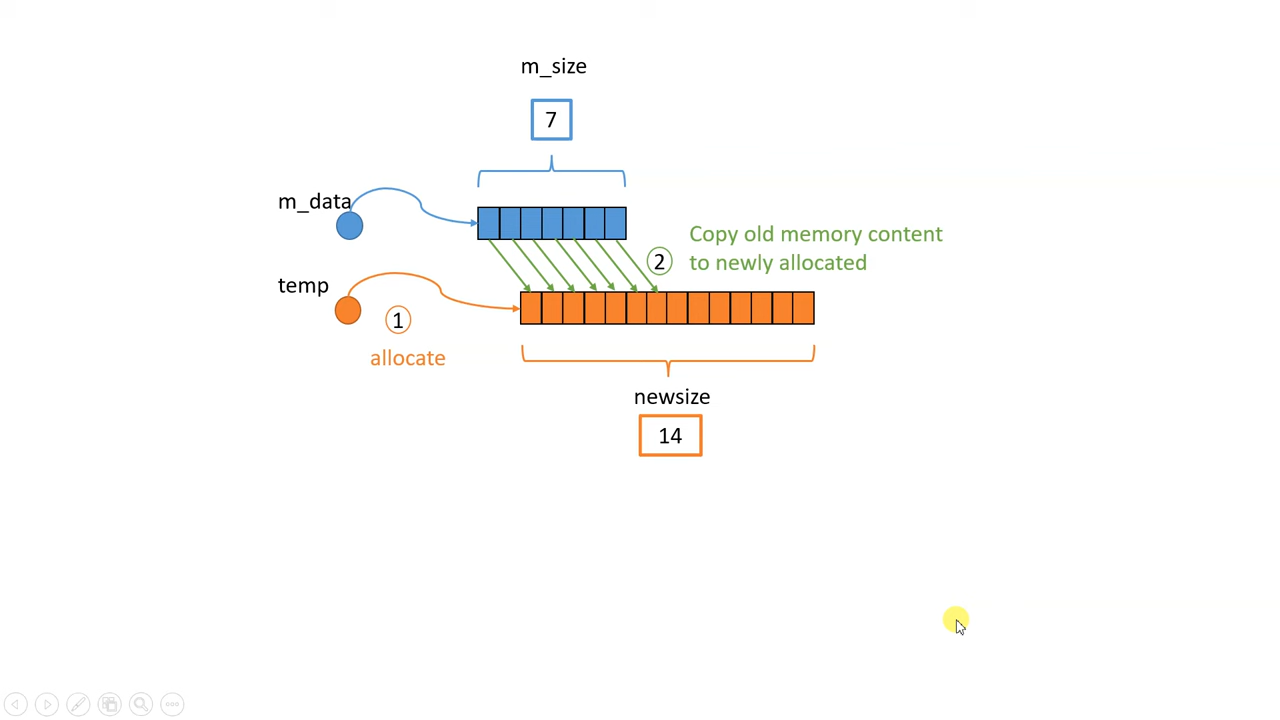 m_size
7
m_data
2
Copy old memory content
to newly allocated
temp
1
allocate
newsize
14